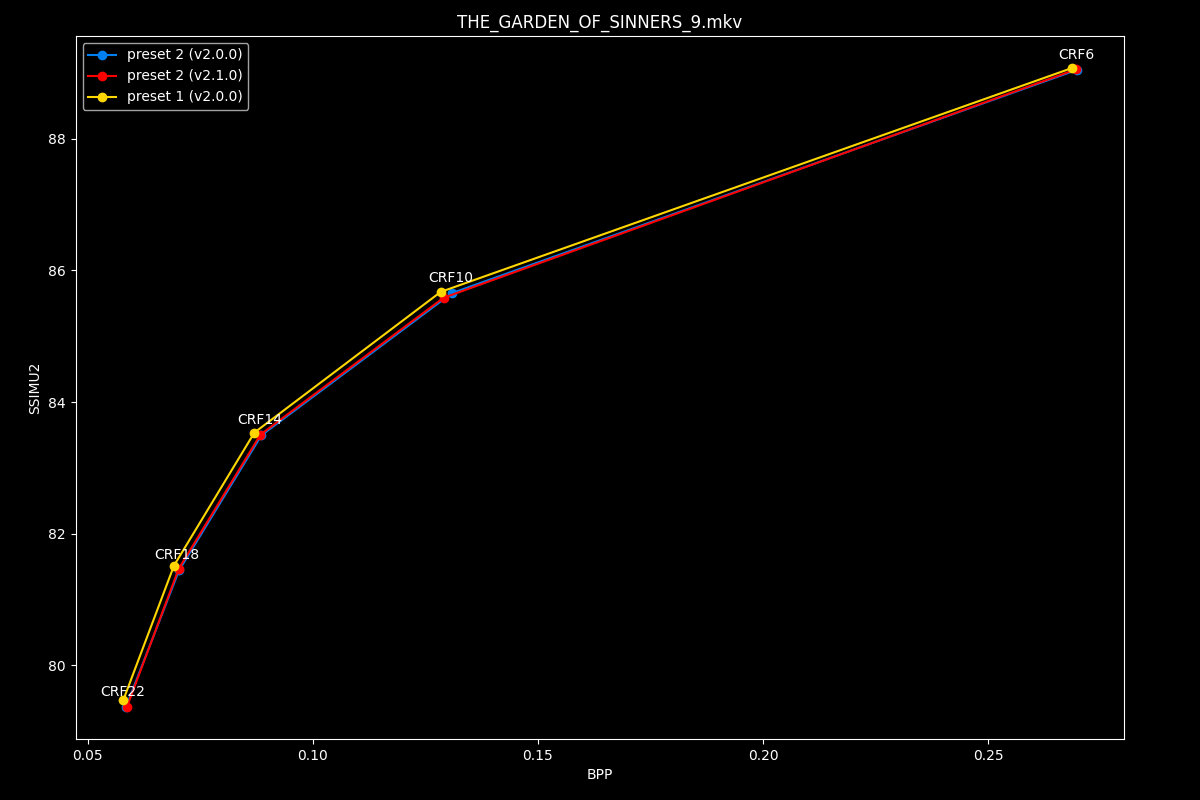 THE_GARDEN_OF_SINNERS_9.mkv
preset 2 (v2.0.0)
preset 2 (v2.1.0)
preset 1 (v2.0.0)
CRF6
88
86
CRF10
SSIMU2
84
CRF14
82
CRF18
80
CRF22
0.05 0.10 0.15 0.20 0.25
BPP